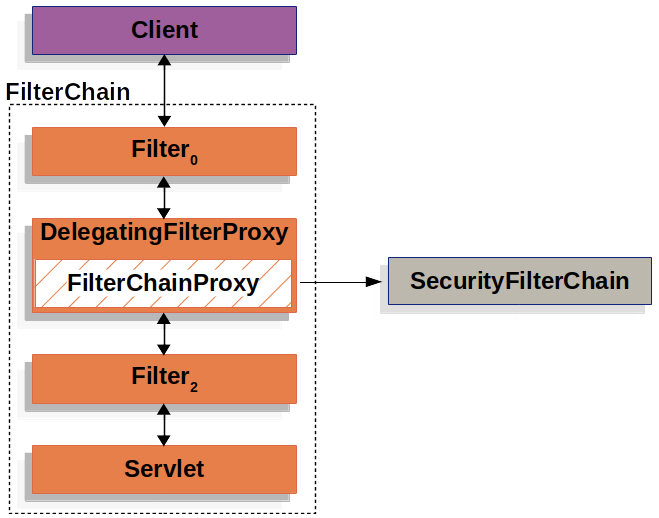 Client
FilterChain
Filter0
DelegatingFilterProxy
FilterChainProxy
SecurityFilterChain
Filter2
Servlet